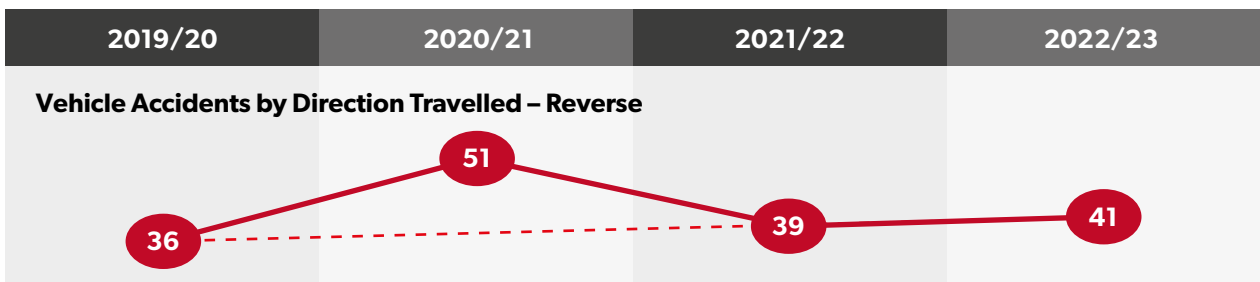 2019/20 2020/21 2021/22 2022/23
Vehicle Accidents by Direction Travelled – Reverse
51
36 39 41